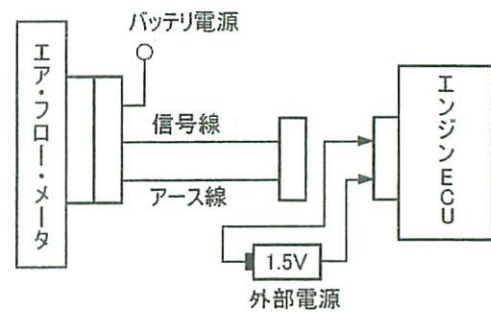 バッテリ電源
エア・フロー・メータ
信号線
アース線
エンジンECU
1.5V
外部電源